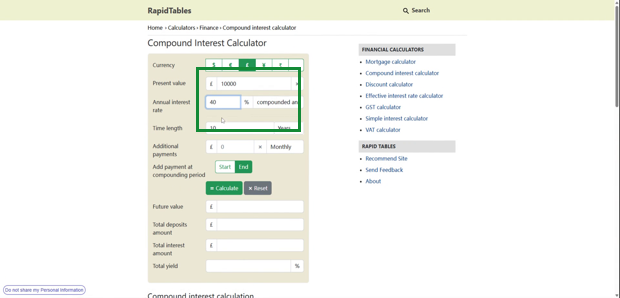 RapidTables
Search
Home › Calculators › Finance › Compound interest calculator
Compound Interest Calculator
Currency $ € £ ¥
Present value £ 10000
Annual interest rate 40 % compounded an
Time length 10 Years
Additional payments £ 0 × Monthly
Add payment at compounding period Start End
= Calculate × Reset
Future value £
Total deposits amount £
Total interest amount £
Total yield %
Compound interest calculation
FINANCIAL CALCULATORS
Mortgage calculator
Compound interest calculator
Discount calculator
Effective interest rate calculator
GST calculator
Simple interest calculator
VAT calculator
RAPID TABLES
Recommend Site
Send Feedback
About
Do not share my Personal Information